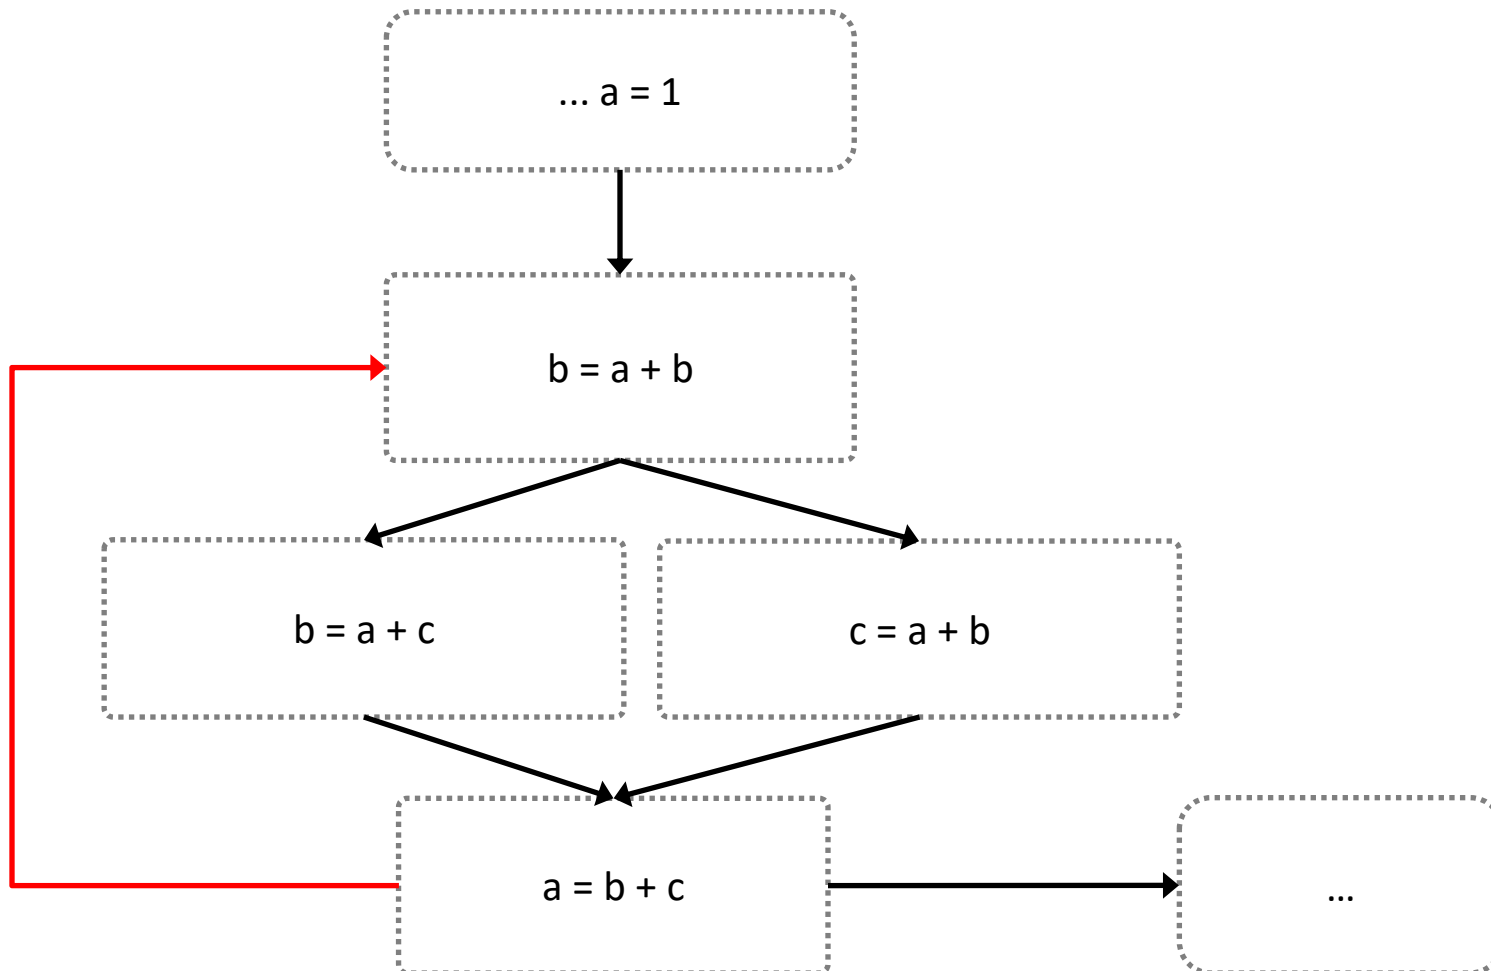 ... a = 1
b = a + b
b = a + c
c = a + b
a = b + c
...